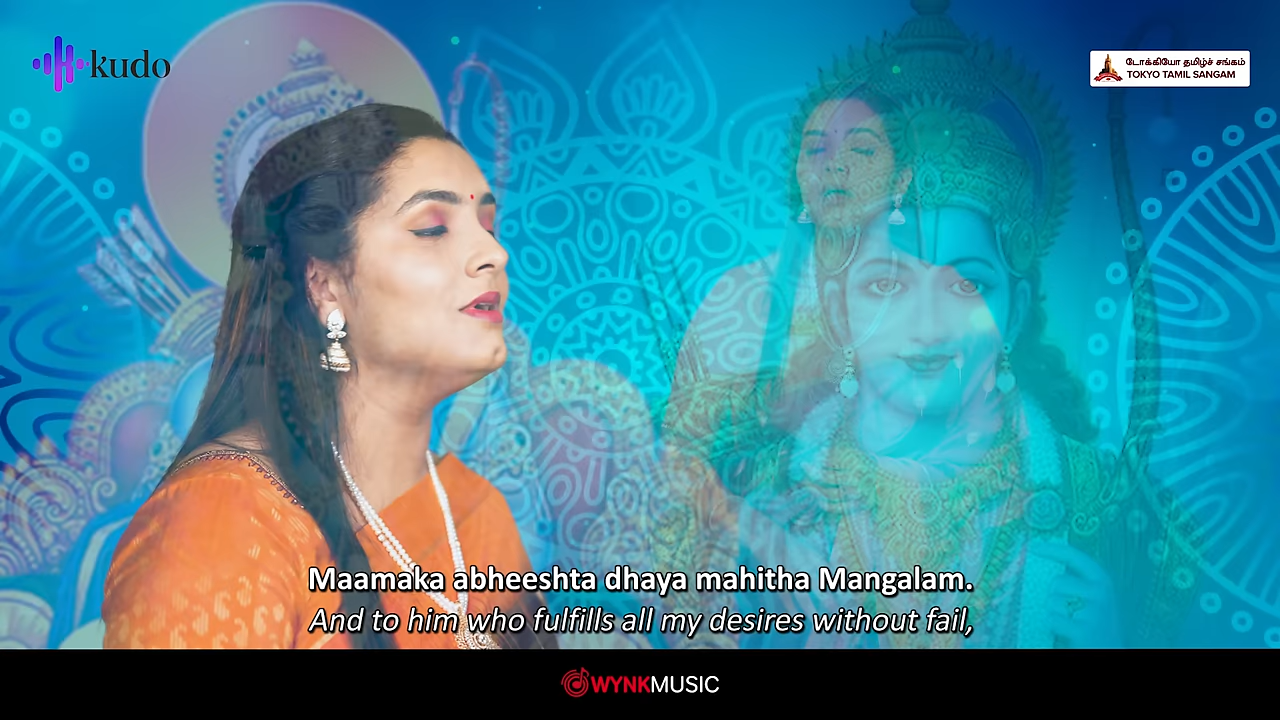 kudo
டோக்கியோ தமிழ்ச் சங்கம்
TOKYO TAMIL SANGAM
Maamaka abheeshta dhaya mahitha Mangalam.
And to him who fulfills all my desires without fail,
WYNKMUSIC